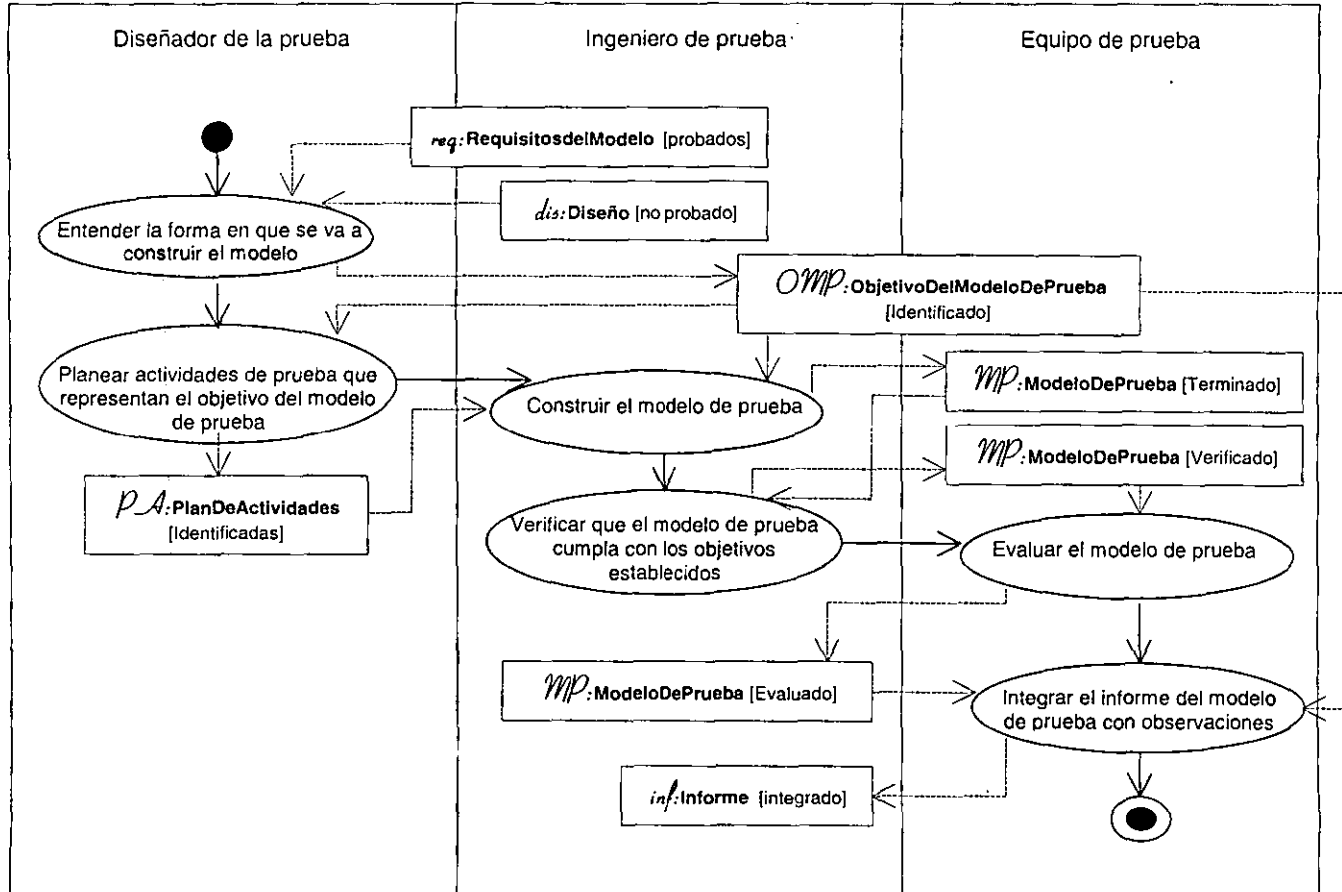 Diseñador de la prueba
Ingeniero de prueba
Equipo de prueba
req: RequisitosdelModelo [probados]
dis: Diseño [no probado]
Entender la forma en que se va a
construir el modelo
OMP: ObjetivoDelModeloDePrueba
[Identificado]
Planear actividades de prueba que
representan el objetivo del modelo
de prueba
Construir el modelo de prueba
MP: ModeloDePrueba [Terminado]
MP: ModeloDePrueba [Verificado]
PA: PlanDeActividades
[Identificadas]
Verificar que el modelo de prueba
cumpla con los objetivos
establecidos
Evaluar el modelo de prueba
MP: ModeloDePrueba [Evaluado]
Integrar el informe del modelo
de prueba con observaciones
inf: Informe [integrado]